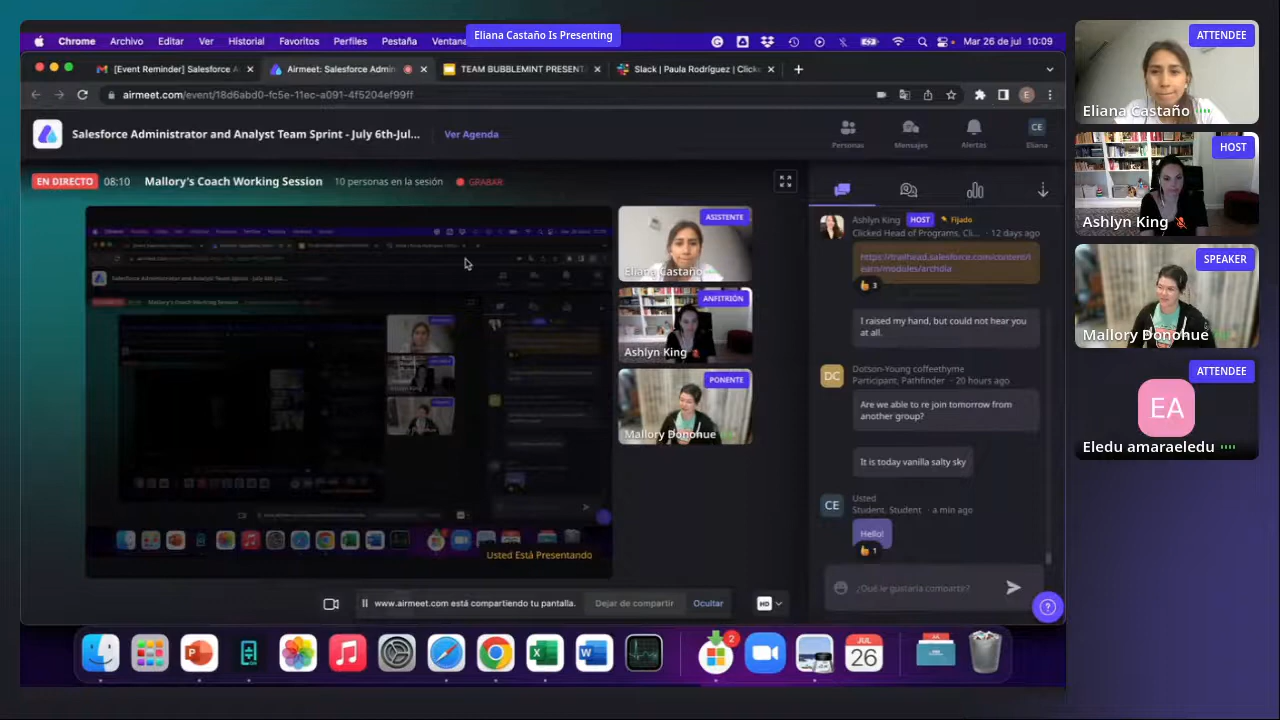 Eliana Castaño Is Presenting
Chrome Archivo Editar Ver Historial Favoritos Perfiles Pestaña Mar 26 de jul 10:09
[Event Reminder] Salesforce A
Airmeet: Salesforce Admin
TEAM BUBBLEMINT PRESENT
Slack | Paula Rodríguez | Click
airmeet.com/event/18d6abd0-fc5e-11ec-a091-4f5204ef99ff
E
Salesforce Administrator and Analyst Team Sprint - July 6th-Jul...
Ver Agenda
Personas
Mensajes
Alertas
CE
Eliana
EN DIRECTO 08:10 Mallory's Coach Working Session 10 personas en la sesión GRABAR
ASISTENTE
Eliana Castaño
ANFITRIÓN
Ashlyn King
PONENTE
Mallory Donohue
Usted Está Presentando
Ashlyn King HOST Fijado
Clicked Head of Programs, Cli... · 12 days ago
https://trailhead.salesforce.com/content/l
earn/modules/archdia
3
I raised my hand, but could not hear you
at all.
DC
Dotson-Young coffeethyme
Participant, Pathfinder · 20 hours ago
Are we able to re join tomorrow from
another group?
It is today vanilla salty sky
CE
Usted
Student, Student · a min ago
Hello!
1
¿Qué le gustaría compartir?
www.airmeet.com está compartiendo tu pantalla.
Dejar de compartir
Ocultar
HD
2
JUL
26
ATTENDEE
Eliana Castaño
HOST
Ashlyn King
SPEAKER
Mallory Donohue
ATTENDEE
EA
Eledu amaraeledu